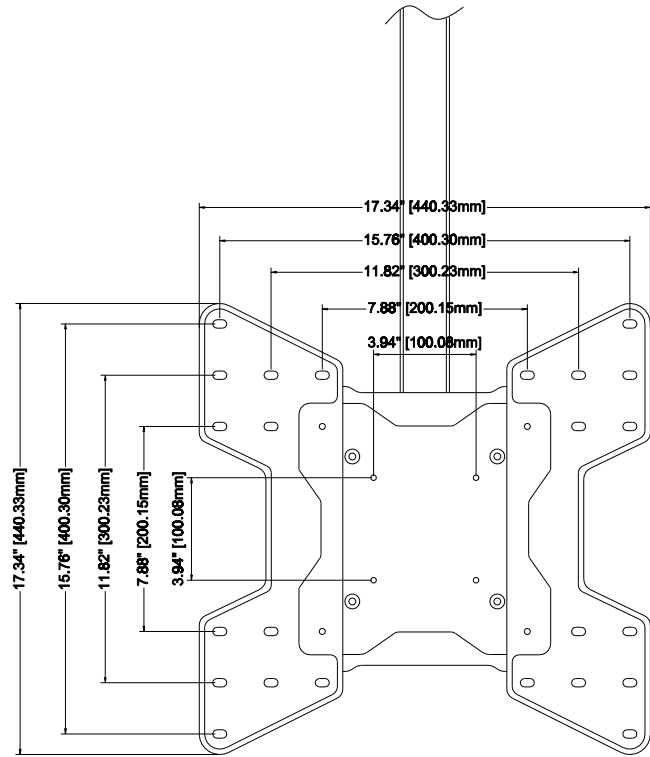 17.34" [440.33mm]
15.76" [400.30mm]
11.82" [300.23mm]
7.88" [200.15mm]
3.94" [100.08mm]
17.34" [440.33mm]
15.76" [400.30mm]
11.82" [300.23mm]
7.88" [200.15mm]
3.94" [100.08mm]